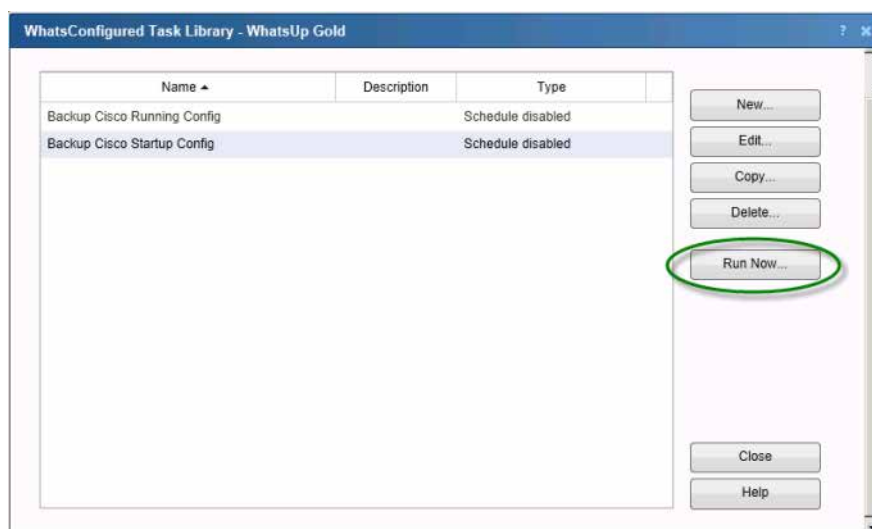 WhatsConfigured Task Library - WhatsUp Gold ? ×
Name ▲ Description Type
Backup Cisco Running Config Schedule disabled
Backup Cisco Startup Config Schedule disabled
New...
Edit...
Copy...
Delete...
Run Now...
Close
Help